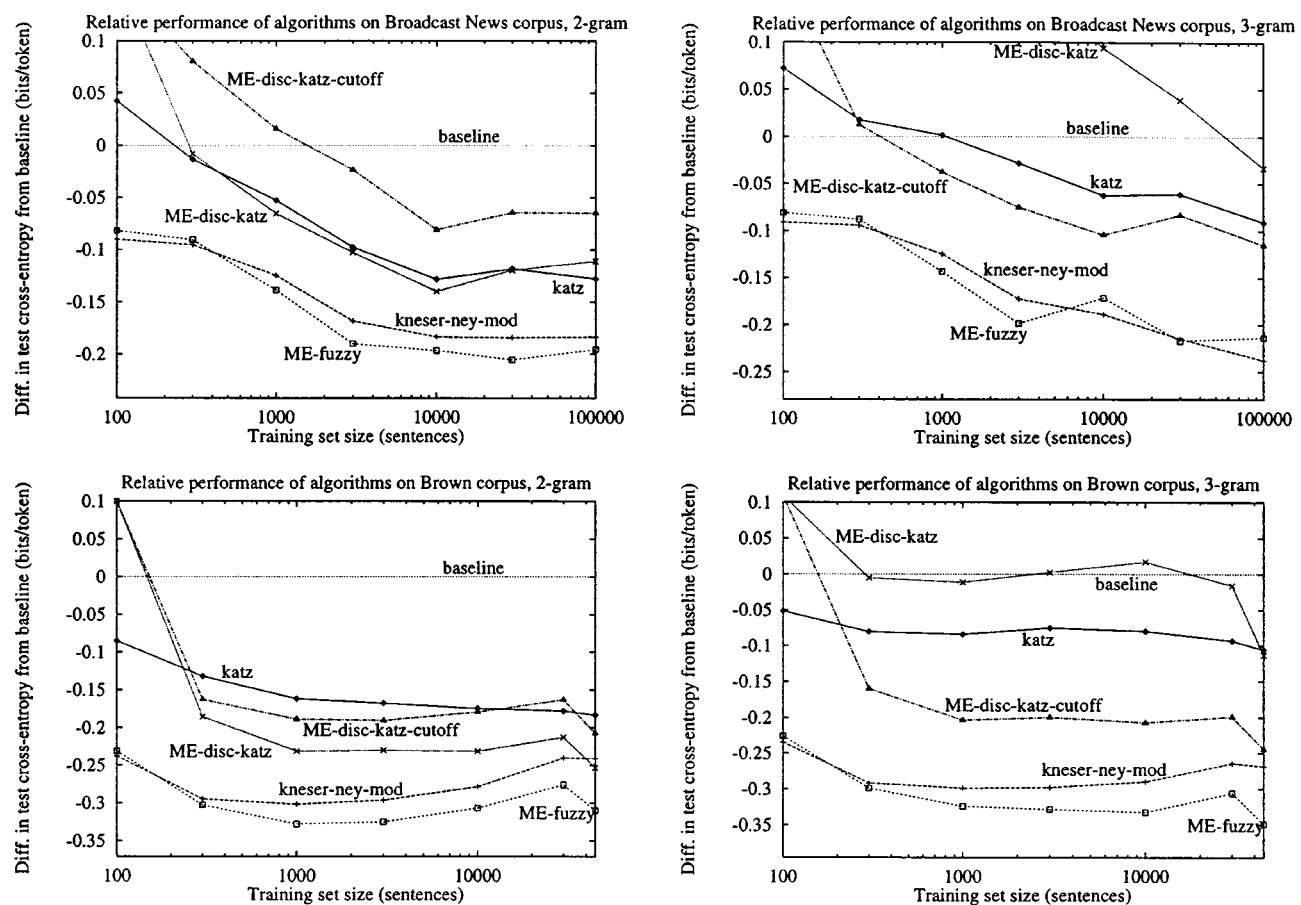 Relative performance of algorithms on Broadcast News corpus, 2-gram
Diff. in test cross-entropy from baseline (bits/token)
0.1
0.05
0
-0.05
-0.1
-0.15
-0.2
ME-disc-katz-cutoff
baseline
ME-disc-katz
katz
kneser-ney-mod
ME-fuzzy
100
1000
10000
100000
Training set size (sentences)
Relative performance of algorithms on Broadcast News corpus, 3-gram
Diff. in test cross-entropy from baseline (bits/token)
0.1
0.05
0
-0.05
-0.1
-0.15
-0.2
-0.25
ME-disc-katz
baseline
katz
ME-disc-katz-cutoff
kneser-ney-mod
ME-fuzzy
100
1000
10000
100000
Training set size (sentences)
Relative performance of algorithms on Brown corpus, 2-gram
Diff. in test cross-entropy from baseline (bits/token)
0.1
0.05
0
-0.05
-0.1
-0.15
-0.2
-0.25
-0.3
-0.35
baseline
katz
ME-disc-katz-cutoff
ME-disc-katz
kneser-ney-mod
ME-fuzzy
100
1000
10000
Training set size (sentences)
Relative performance of algorithms on Brown corpus, 3-gram
Diff. in test cross-entropy from baseline (bits/token)
0.1
0.05
0
-0.05
-0.1
-0.15
-0.2
-0.25
-0.3
-0.35
ME-disc-katz
baseline
katz
ME-disc-katz-cutoff
kneser-ney-mod
ME-fuzzy
100
1000
10000
Training set size (sentences)